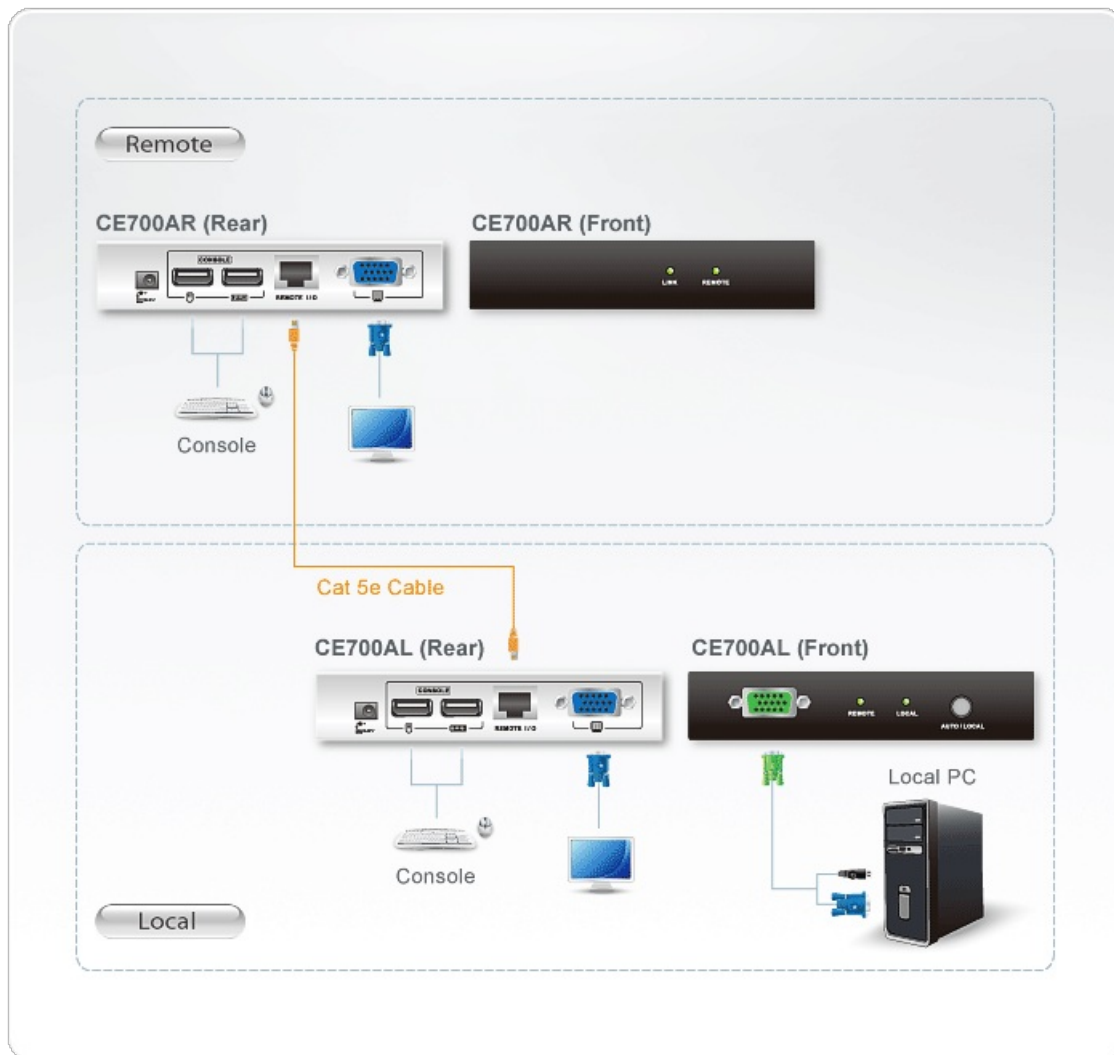 Remote
CE700AR (Rear)
CE700AR (Front)
CONSOLE
REMOTE I/O
LINK
REMOTE
Console
Cat 5e Cable
CE700AL (Rear)
CE700AL (Front)
CONSOLE
REMOTE I/O
REMOTE
LOCAL
AUTO / LOCAL
Local PC
Console
Local